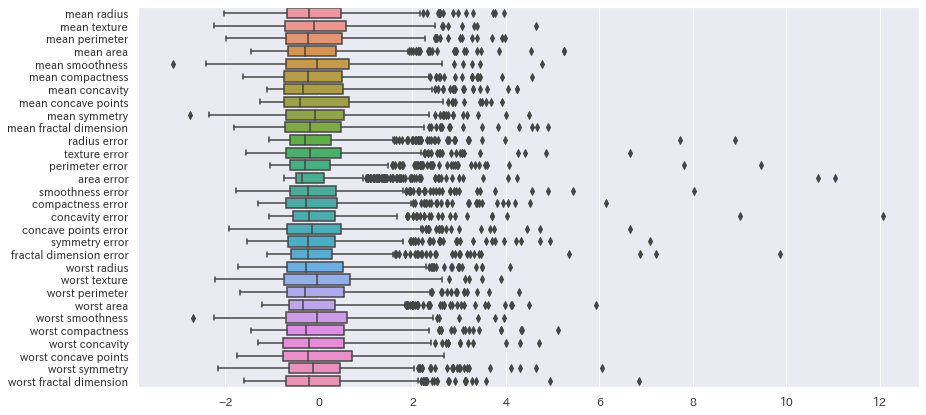 mean radius
mean texture
mean perimeter
mean area
mean smoothness
mean compactness
mean concavity
mean concave points
mean symmetry
mean fractal dimension
radius error
texture error
perimeter error
area error
smoothness error
compactness error
concavity error
concave points error
symmetry error
fractal dimension error
worst radius
worst texture
worst perimeter
worst area
worst smoothness
worst compactness
worst concavity
worst concave points
worst symmetry
worst fractal dimension
−2 0 2 4 6 8 10 12